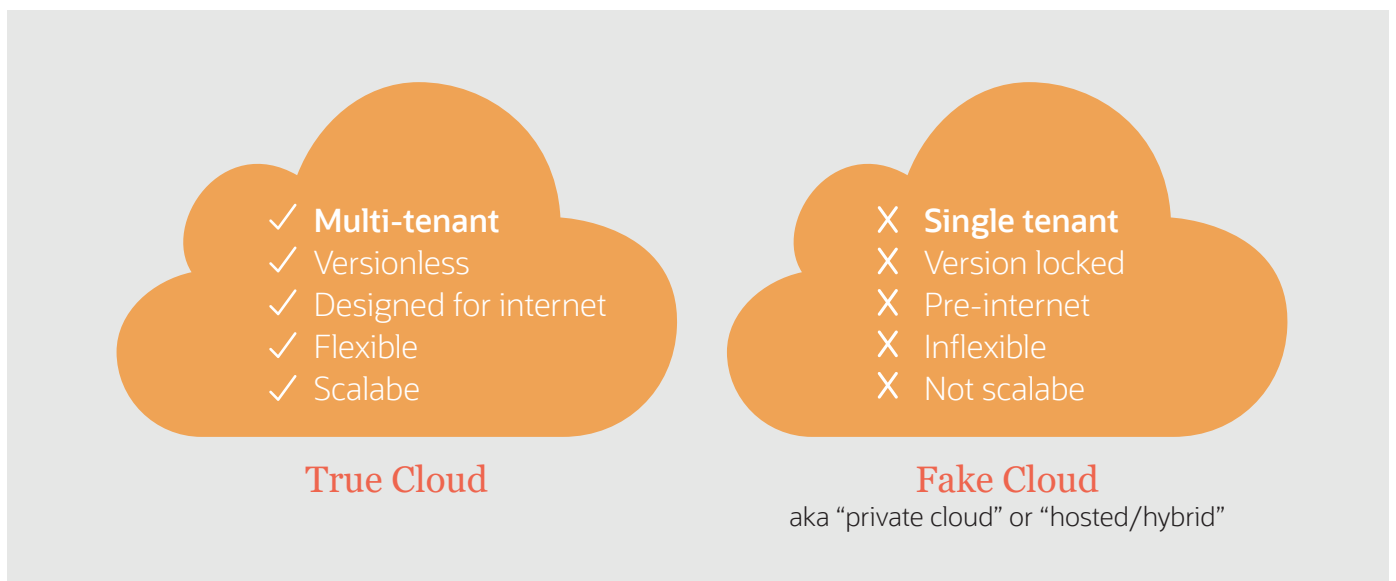 Multi-tenant
Versionless
Designed for internet
Flexible
Scalabe
True Cloud
Single tenant
Version locked
Pre-internet
Inflexible
Not scalabe
Fake Cloud
aka “private cloud” or “hosted/hybrid”